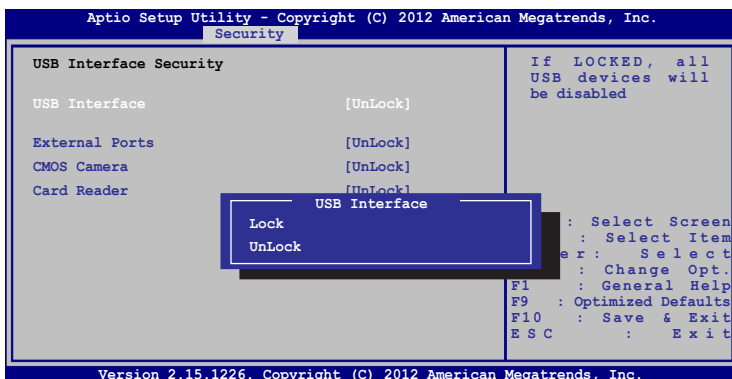 Aptio Setup Utility - Copyright (C) 2012 American Megatrends, Inc.
Security
USB Interface Security
USB Interface [UnLock]
External Ports [UnLock]
CMOS Camera [UnLock]
Card Reader [UnLock]
USB Interface
Lock
UnLock
If LOCKED, all
USB devices will
be disabled
: Select Screen
: Select Item
er: Select
: Change Opt.
F1 : General Help
F9 : Optimized Defaults
F10 : Save & Exit
ESC : Exit
Version 2.15.1226. Copyright (C) 2012 American Megatrends, Inc.